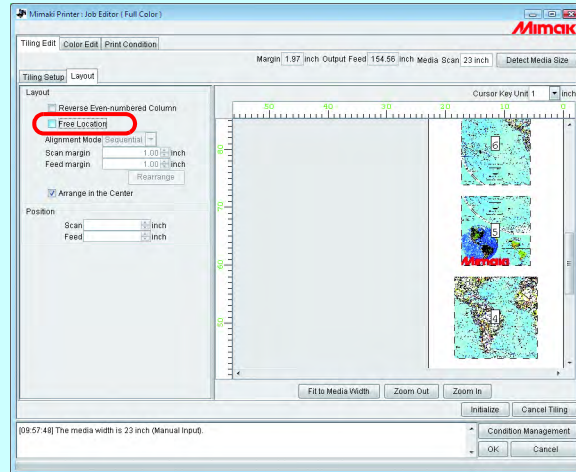 Mimaki Printer : Job Editor ( Full Color )
Mimaki
Tiling Edit Color Edit Print Condition
Margin 1.97 inch Output Feed 154.56 inch Media Scan 23 inch Detect Media Size
Tiling Setup Layout
Layout
Cursor Key Unit 1 inch
Reverse Even-numbered Column
Free Location
Alignment Mode Sequential
Scan margin 1.00 inch
Feed margin 1.00 inch
Rearrange
Arrange in the Center
Position
Scan inch
Feed inch
50 40 30 20 10 0
80
70
60
50
6
5
Mimaki
4
Fit to Media Width Zoom Out Zoom In
Initialize Cancel Tiling
[09:57:48] The media width is 23 inch (Manual Input).
Condition Management
OK Cancel